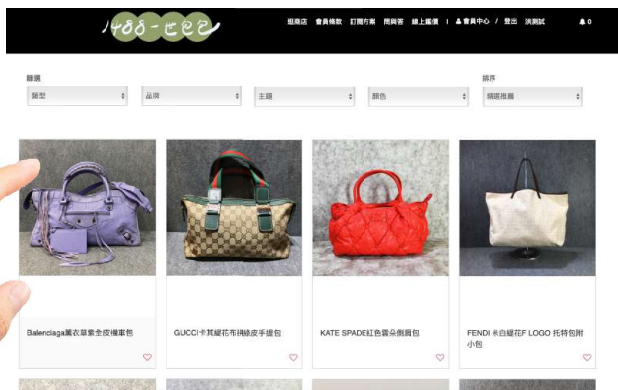 1488-世包包
逛商店 會員條款 訂閱方案 問與答 線上鑑價 | 會員中心 / 登出 洪測試 0
篩選 排序
類型 品牌 主題 顏色 精選推薦
Balenciaga薰衣草紫全皮機車包 GUCCI卡其緹花布拼綠皮手提包 KATE SPADE紅色雲朵側肩包 FENDI 米白緹花F LOGO 托特包附
小包